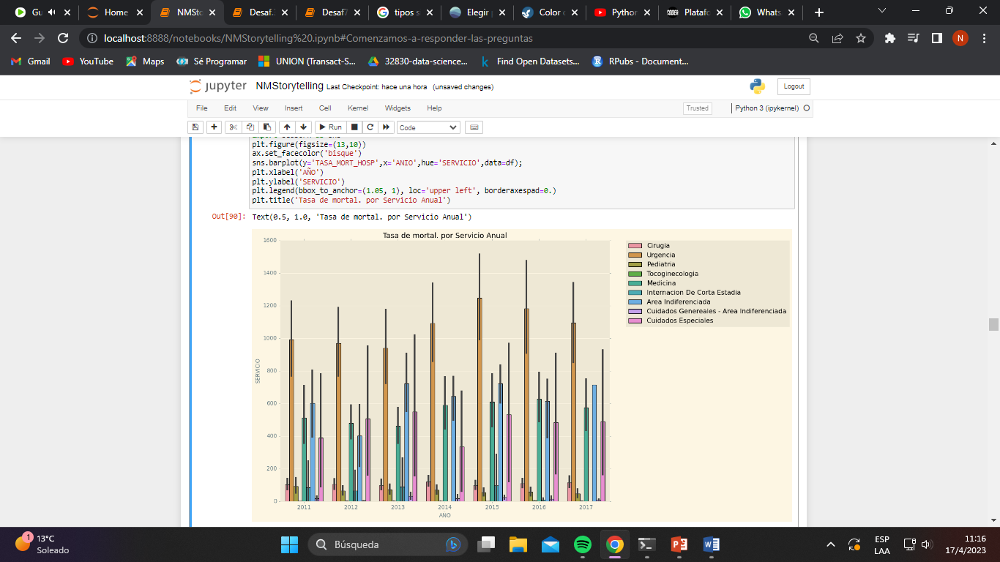 Gu
Home
NMSto
Desaf.
Desaf7
tipos s
Elegir
Color
Python
Platafo
Whats
localhost:8888/notebooks/NMStorytelling%20.ipynb#Comenzamos-a-responder-las-preguntas
N
Gmail
YouTube
Maps
Sé Programar
UNION (Transact-S...
32830-data-science...
Find Open Datasets...
RPubs - Document...
jupyter NMStorytelling Last Checkpoint: hace una hora (unsaved changes)
Logout
File Edit View Insert Cell Kernel Widgets Help
Trusted
Python 3 (ipykernel)
Run
Code
plt.figure(figsize=(13,10))
ax.set_facecolor('bisque')
sns.barplot(y='TASA_MORT_HOSP',x='ANIO',hue='SERVICIO',data=df);
plt.xlabel('AÑO')
plt.ylabel('SERVICIO')
plt.legend(bbox_to_anchor=(1.05, 1), loc='upper left', borderaxespad=0.)
plt.title('Tasa de mortal. por Servicio Anual')
Out[90]: Text(0.5, 1.0, 'Tasa de mortal. por Servicio Anual')
Tasa de mortal. por Servicio Anual
1600
1400
1200
1000
800
600
400
200
0
SERVICIO
2011 2012 2013 2014 2015 2016 2017
AÑO
Cirugia
Urgencia
Pediatria
Tocoginecologia
Medicina
Internacion De Corta Estadia
Area Indiferenciada
Cuidados Genereales - Area Indiferenciada
Cuidados Especiales
1
13°C
Soleado
Búsqueda
ESP
LAA
11:16
17/4/2023